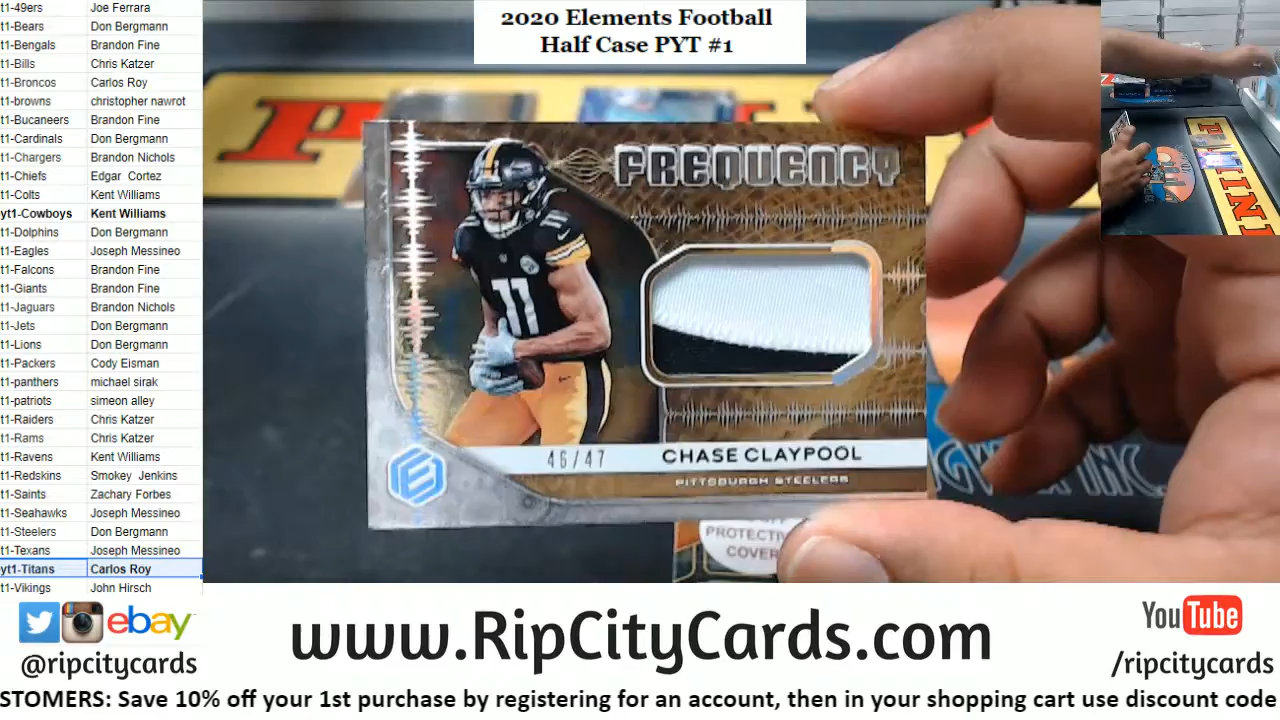 2020 Elements Football
Half Case PYT #1
t1-49ers Joe Ferrara
t1-Bears Don Bergmann
t1-Bengals Brandon Fine
t1-Bills Chris Katzer
t1-Broncos Carlos Roy
t1-browns christopher nawrot
t1-Bucaneers Brandon Fine
t1-Cardinals Don Bergmann
t1-Chargers Brandon Nichols
t1-Chiefs Edgar Cortez
t1-Colts Kent Williams
yt1-Cowboys Kent Williams
t1-Dolphins Don Bergmann
t1-Eagles Joseph Messineo
t1-Falcons Brandon Fine
t1-Giants Brandon Fine
t1-Jaguars Brandon Nichols
t1-Jets Don Bergmann
t1-Lions Don Bergmann
t1-Packers Cody Eisman
t1-panthers michael sirak
t1-patriots simeon alley
t1-Raiders Chris Katzer
t1-Rams Chris Katzer
t1-Ravens Kent Williams
t1-Redskins Smokey Jenkins
t1-Saints Zachary Forbes
t1-Seahawks Joseph Messineo
t1-Steelers Don Bergmann
t1-Texans Joseph Messineo
yt1-Titans Carlos Roy
t1-Vikings John Hirsch
FREQUENCY
11
11
46/47 CHASE CLAYPOOL
PITTSBURGH STEELERS
E
PROTECTI
COVER
ebay
@ripcitycards
www.RipCityCards.com
YouTube
/ripcitycards
STOMERS: Save 10% off your 1st purchase by registering for an account, then in your shopping cart use discount code